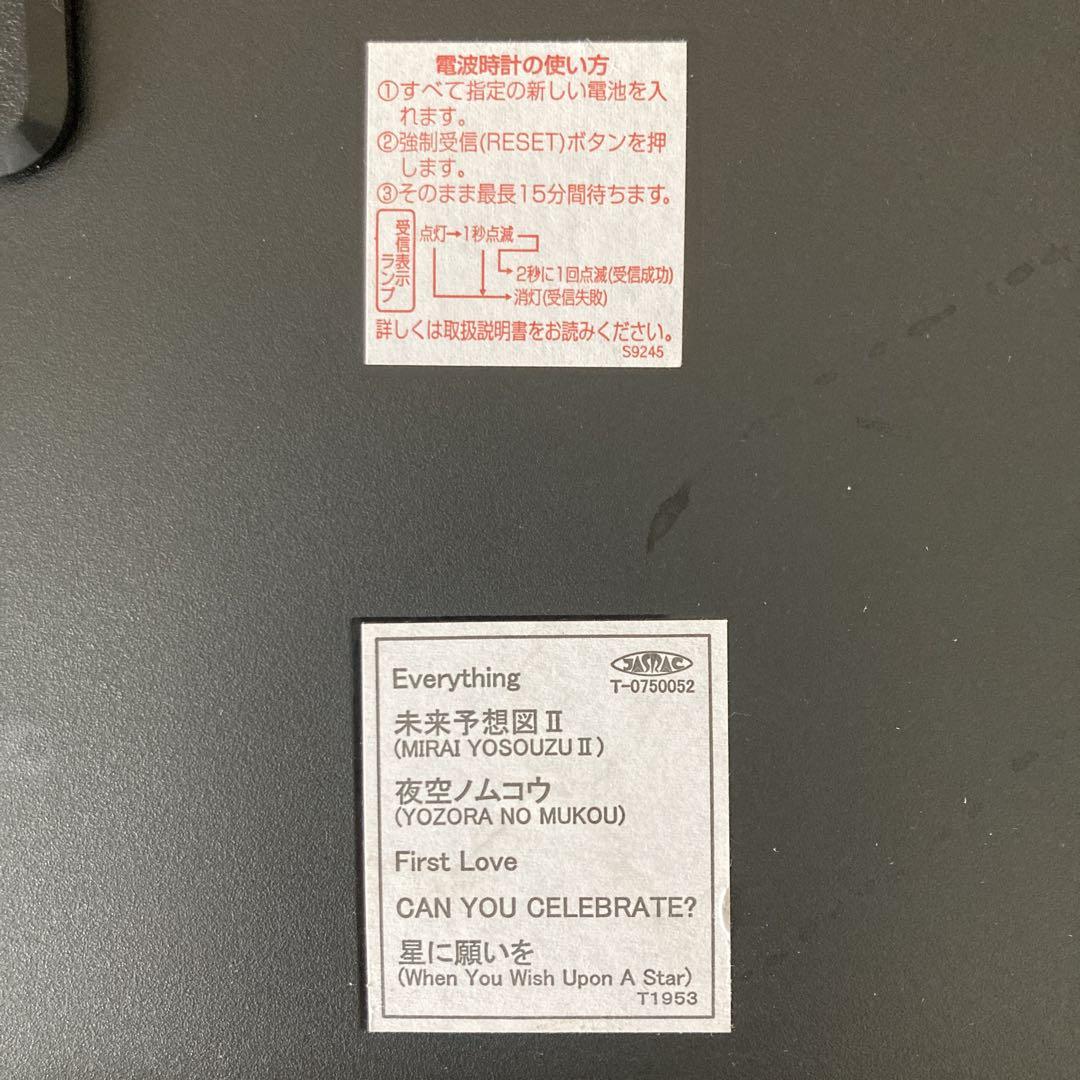 電波時計の使い方
①すべて指定の新しい電池を入
れます。
②強制受信(RESET)ボタンを押
します。
③そのまま最長15分間待ちます。
受信表示
ランプ
点灯→1秒点滅
2秒に1回点滅(受信成功)
消灯(受信失敗)
詳しくは取扱説明書をお読みください。
S9245
JASRAC
Everything
T-0750052
未来予想図Ⅱ
(MIRAI YOSOUZUⅡ)
夜空ノムコウ
(YOZORA NO MUKOU)
First Love
CAN YOU CELEBRATE?
星に願いを
(When You Wish Upon A Star)
T1953